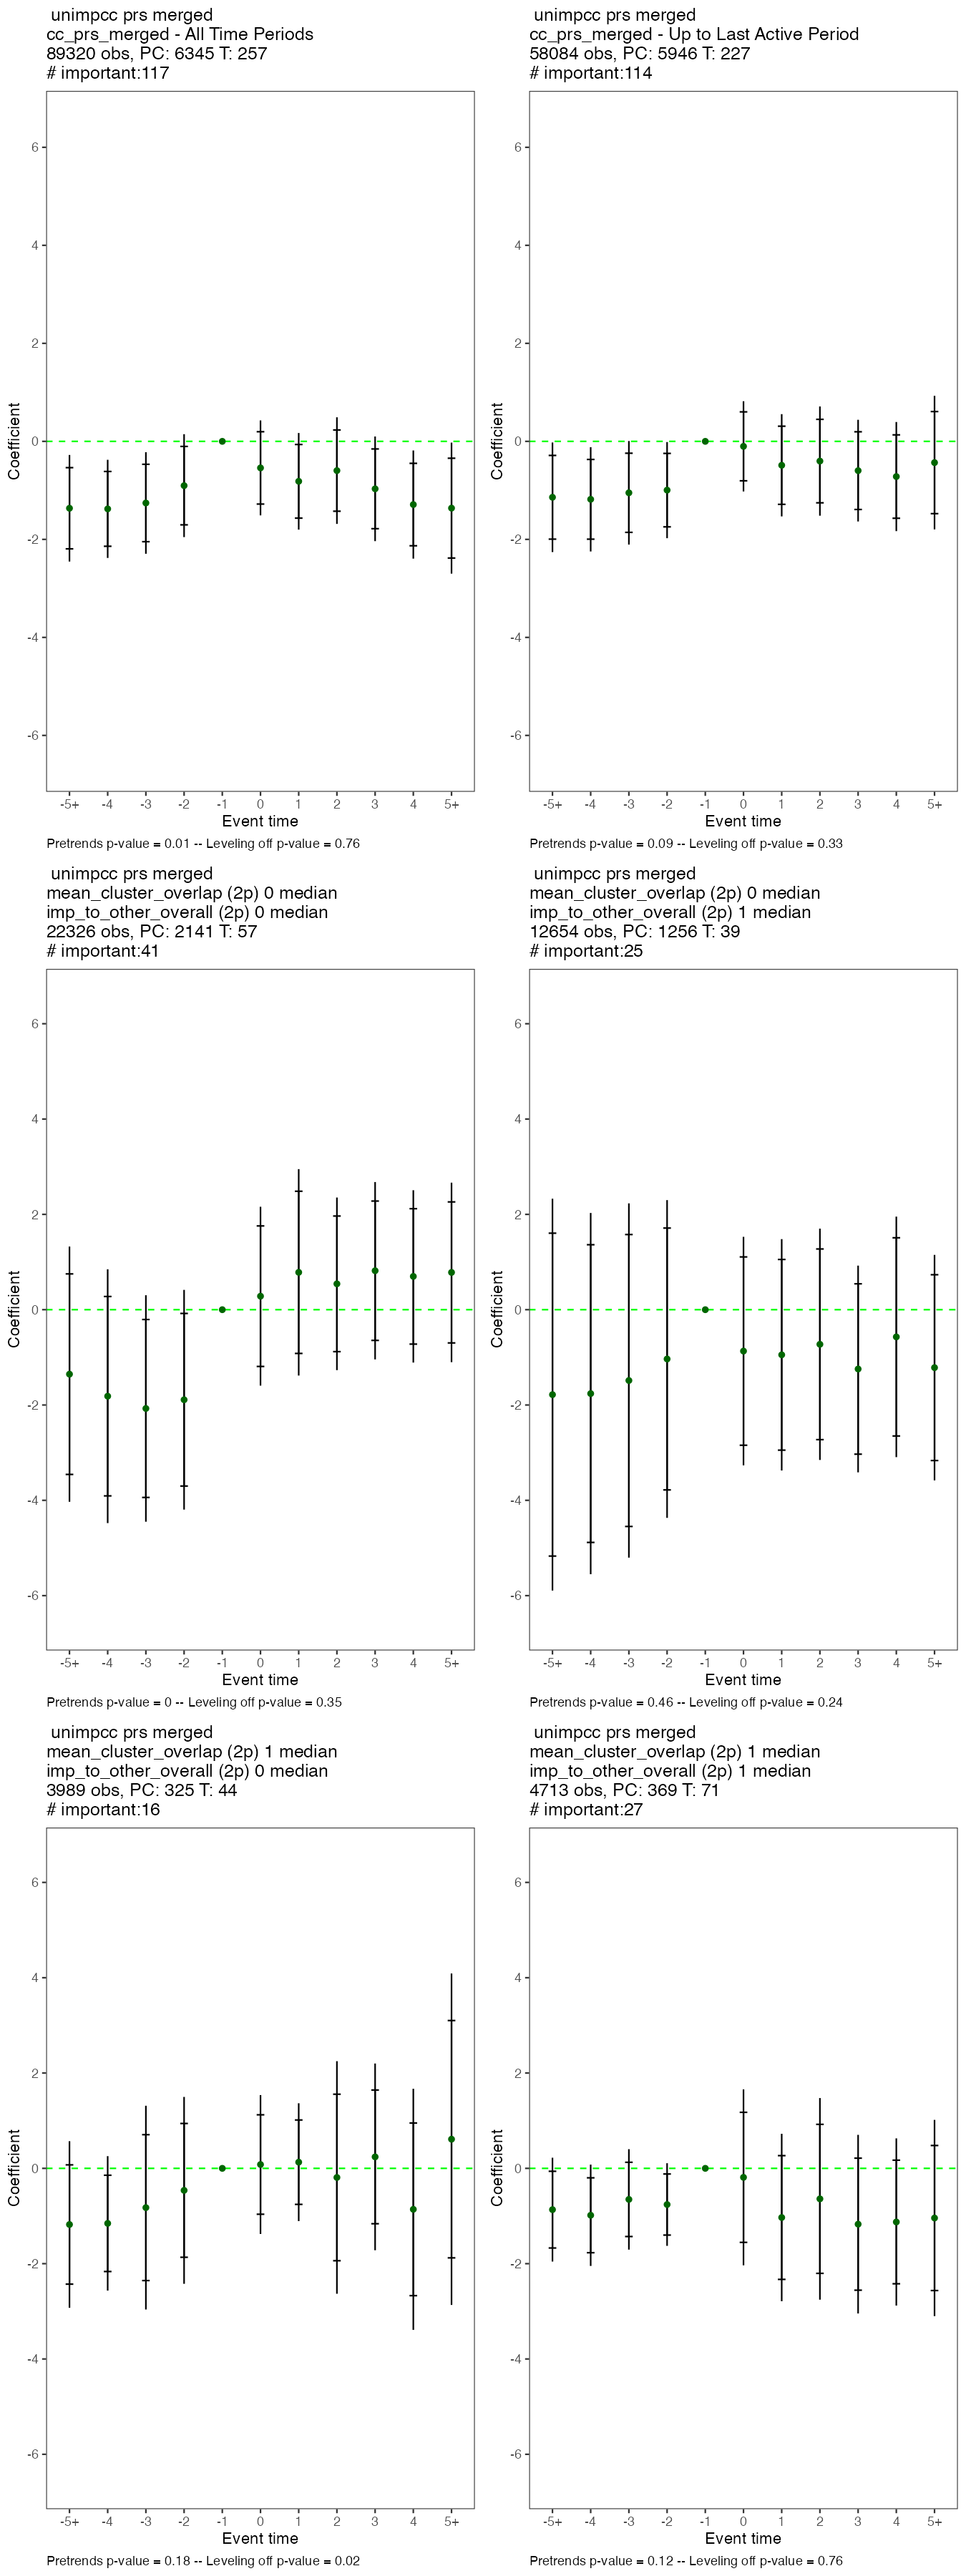 unimpcc prs merged
cc_prs_merged - All Time Periods
89320 obs, PC: 6345 T: 257
# important:117
6
4
2
0
-2
-4
-6
Coefficient
-5+ -4 -3 -2 -1 0 1 2 3 4 5+
Event time
Pretrends p-value = 0.01 -- Leveling off p-value = 0.76
unimpcc prs merged
cc_prs_merged - Up to Last Active Period
58084 obs, PC: 5946 T: 227
# important:114
6
4
2
0
-2
-4
-6
Coefficient
-5+ -4 -3 -2 -1 0 1 2 3 4 5+
Event time
Pretrends p-value = 0.09 -- Leveling off p-value = 0.33
unimpcc prs merged
mean_cluster_overlap (2p) 0 median
imp_to_other_overall (2p) 0 median
22326 obs, PC: 2141 T: 57
# important:41
6
4
2
0
-2
-4
-6
Coefficient
-5+ -4 -3 -2 -1 0 1 2 3 4 5+
Event time
Pretrends p-value = 0 -- Leveling off p-value = 0.35
unimpcc prs merged
mean_cluster_overlap (2p) 0 median
imp_to_other_overall (2p) 1 median
12654 obs, PC: 1256 T: 39
# important:25
6
4
2
0
-2
-4
-6
Coefficient
-5+ -4 -3 -2 -1 0 1 2 3 4 5+
Event time
Pretrends p-value = 0.46 -- Leveling off p-value = 0.24
unimpcc prs merged
mean_cluster_overlap (2p) 1 median
imp_to_other_overall (2p) 0 median
3989 obs, PC: 325 T: 44
# important:16
6
4
2
0
-2
-4
-6
Coefficient
-5+ -4 -3 -2 -1 0 1 2 3 4 5+
Event time
Pretrends p-value = 0.18 -- Leveling off p-value = 0.02
unimpcc prs merged
mean_cluster_overlap (2p) 1 median
imp_to_other_overall (2p) 1 median
4713 obs, PC: 369 T: 71
# important:27
6
4
2
0
-2
-4
-6
Coefficient
-5+ -4 -3 -2 -1 0 1 2 3 4 5+
Event time
Pretrends p-value = 0.12 -- Leveling off p-value = 0.76